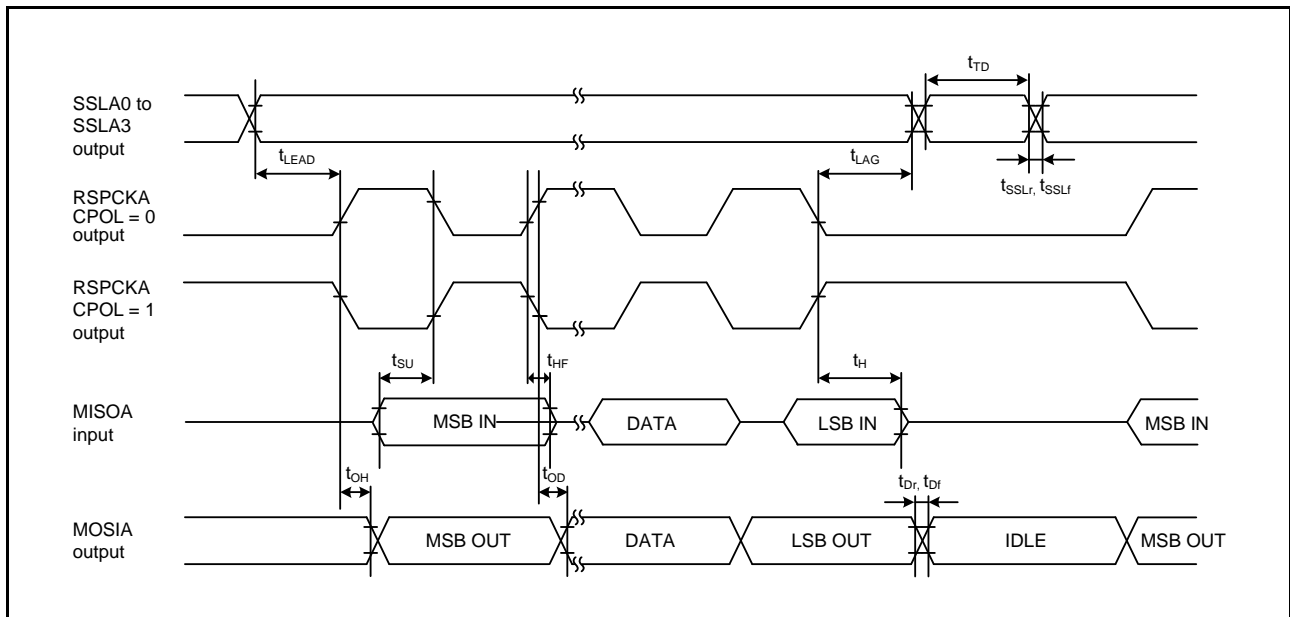 tTD
SSLA0 to
SSLA3
output
tLEAD
tLAG
tSSLr, tSSLf
RSPCKA
CPOL = 0
output
RSPCKA
CPOL = 1
output
tSU
tHF
tH
MISOA
input
MSB IN
DATA
LSB IN
MSB IN
tOH
tOD
tDr, tDf
MOSIA
output
MSB OUT
DATA
LSB OUT
IDLE
MSB OUT